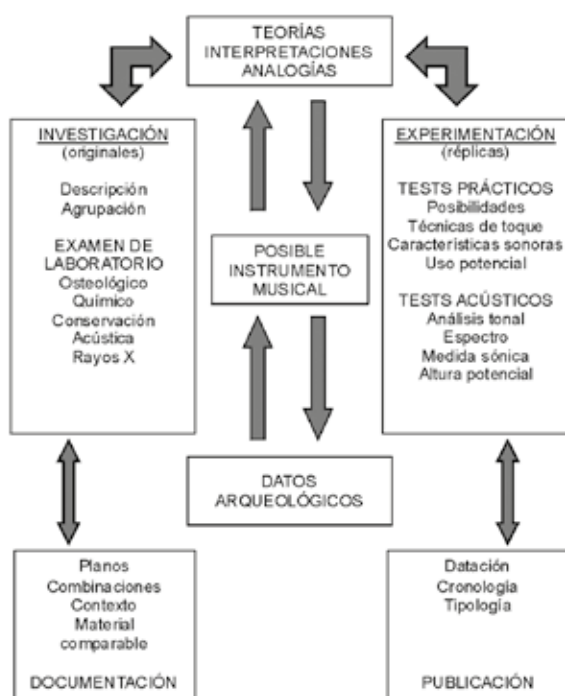 TEORÍAS
INTERPRETACIONES
ANALOGÍAS
INVESTIGACIÓN
(originales)
Descripción
Agrupación
EXAMEN DE
LABORATORIO
Osteológico
Químico
Conservación
Acústica
Rayos X
POSIBLE
INSTRUMENTO
MUSICAL
EXPERIMENTACIÓN
(réplicas)
TESTS PRÁCTICOS
Posibilidades
Técnicas de toque
Características sonoras
Uso potencial
TESTS ACÚSTICOS
Análisis tonal
Espectro
Medida sónica
Altura potencial
DATOS
ARQUEOLÓGICOS
Planos
Combinaciones
Contexto
Material
comparable
DOCUMENTACIÓN
Datación
Cronología
Tipología
PUBLICACIÓN